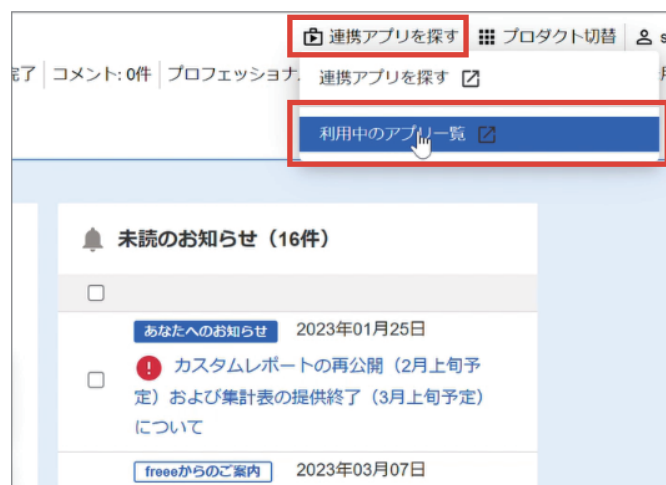 連携アプリを探す プロダクト切替
コメント: 0件 プロフェッショナ
連携アプリを探す
利用中のアプリ一覧
未読のお知らせ（16件）
あなたへのお知らせ 2023年01月25日
カスタムレポートの再公開（2月上旬予
定）および集計表の提供終了（3月上旬予定）
について
freeeからのご案内 2023年03月07日